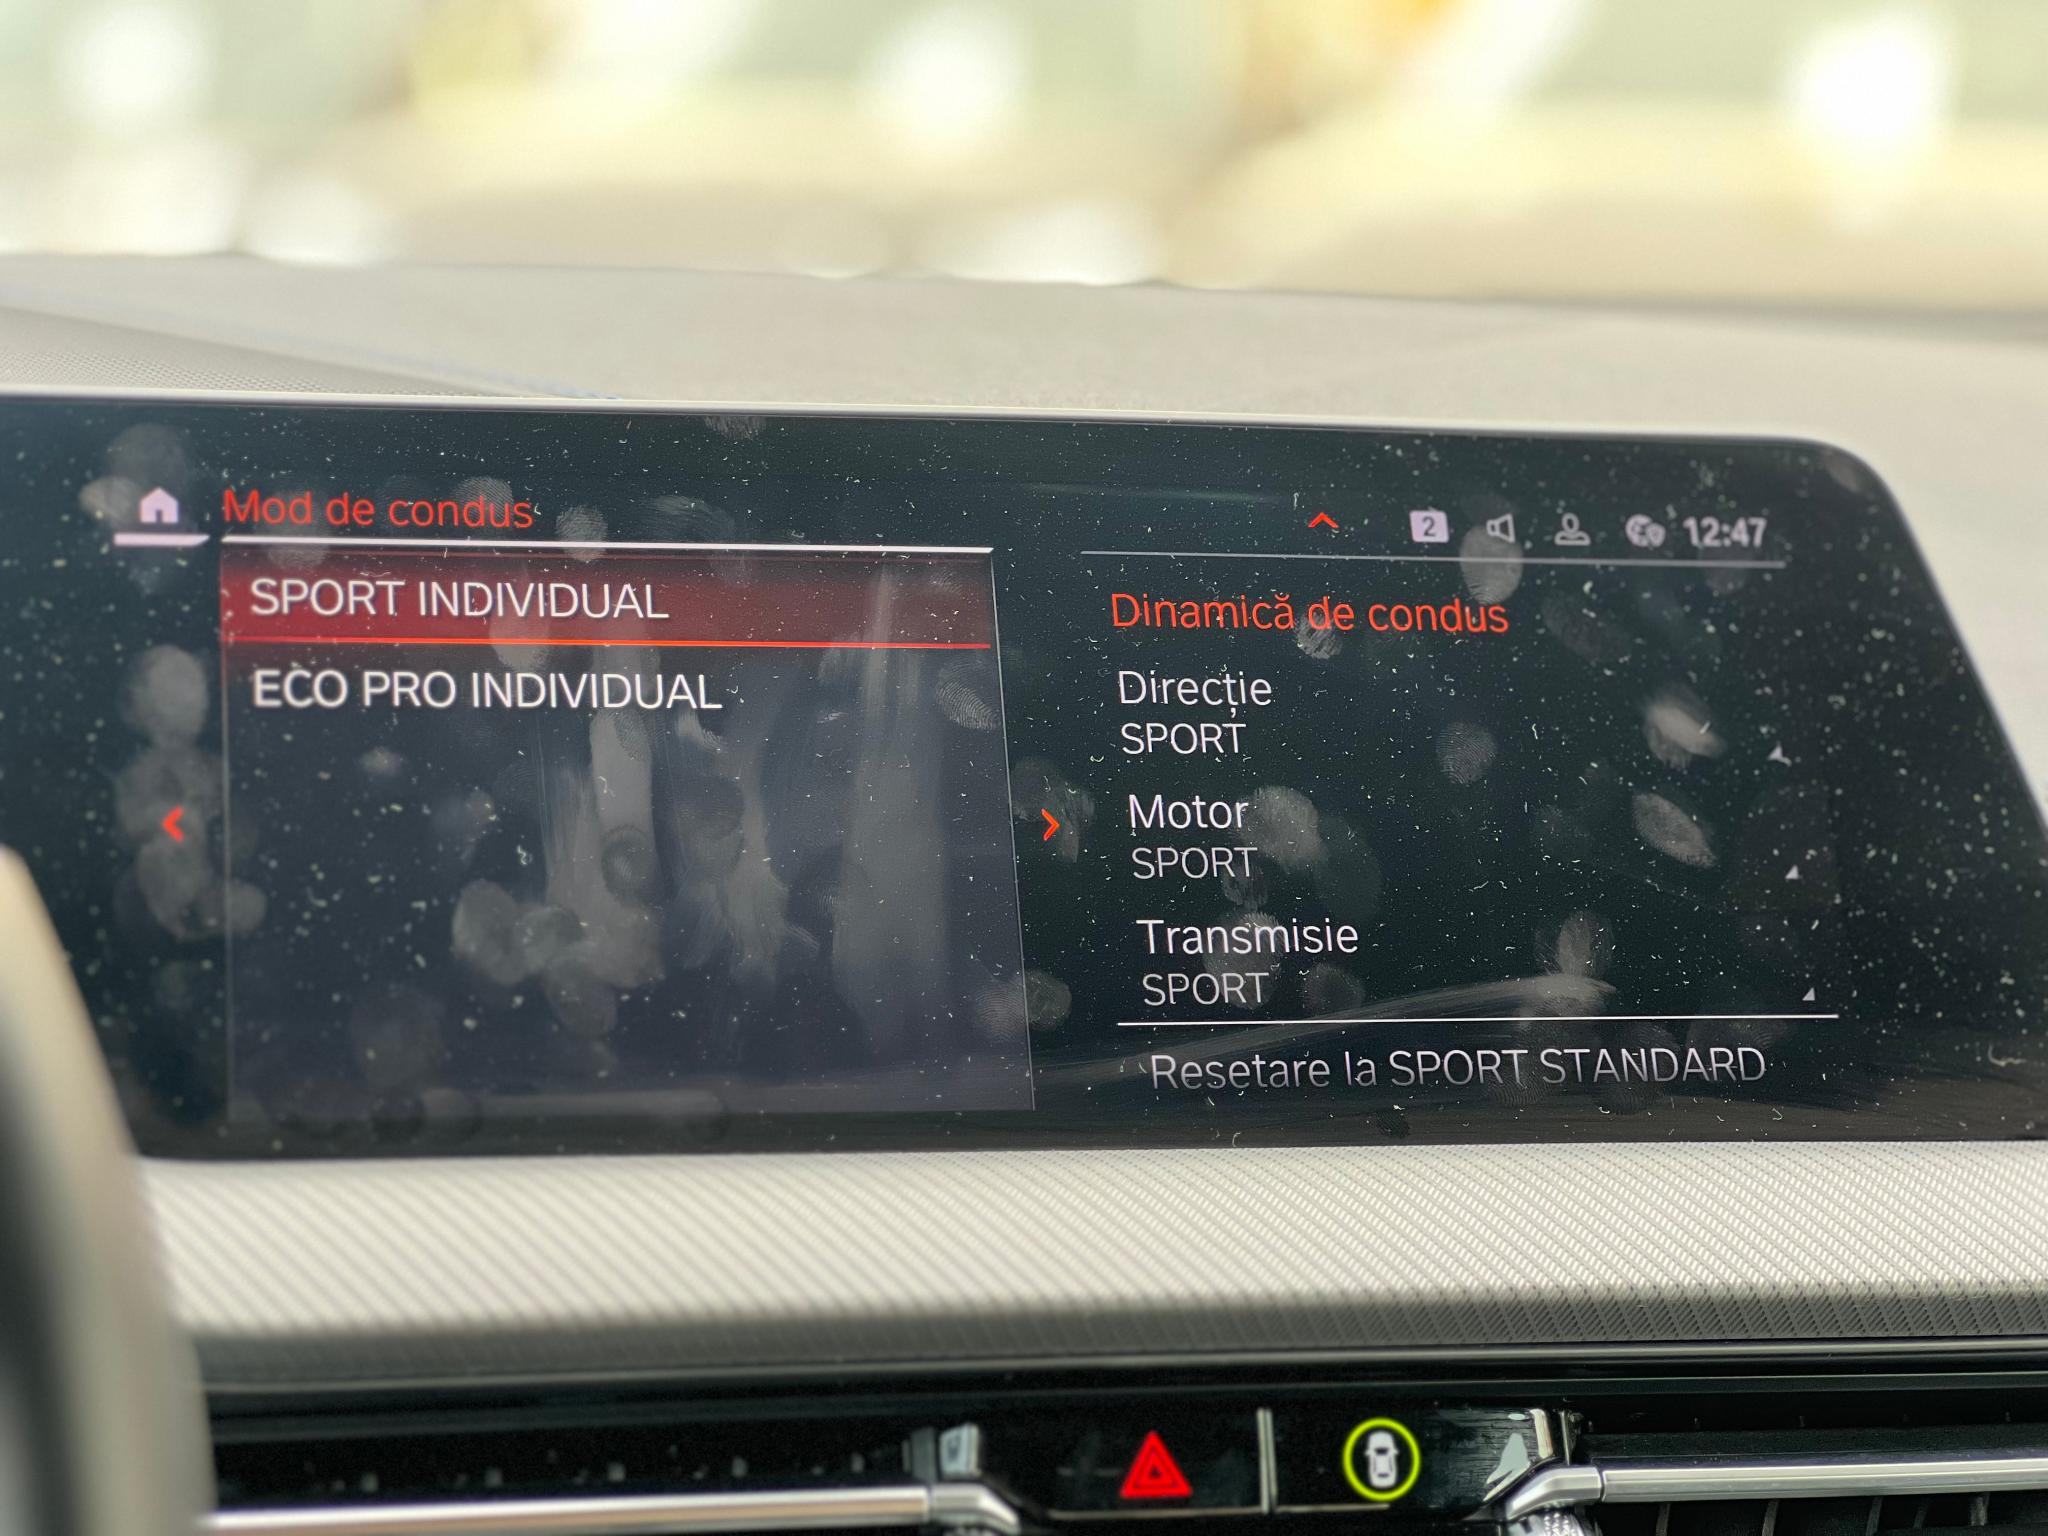 Mod de condus
2
12:47
SPORT INDIVIDUAL
ECO PRO INDIVIDUAL
Dinamică de condus
Direcție
SPORT
Motor
SPORT
Transmisie
SPORT
Resetare la SPORT STANDARD